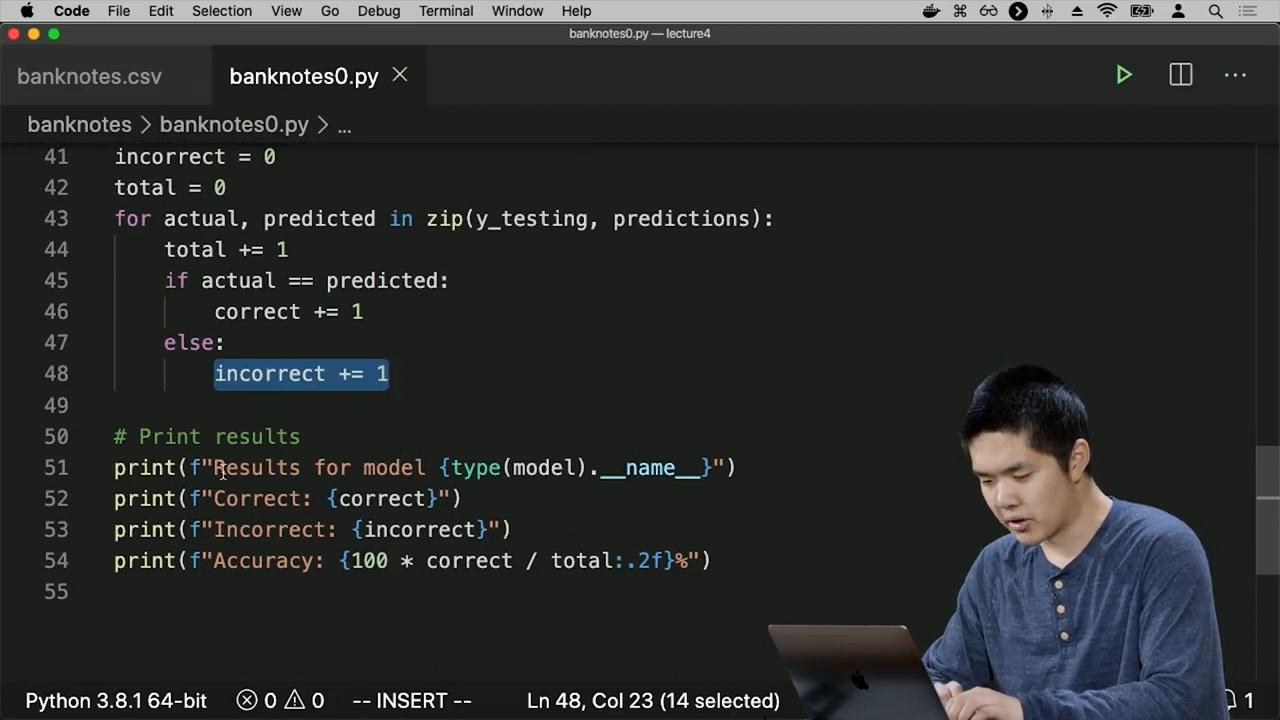 Code File Edit Selection View Go Debug Terminal Window Help
banknotes0.py — lecture4
banknotes.csv banknotes0.py
banknotes > banknotes0.py > ...
41 incorrect = 0
42 total = 0
43 for actual, predicted in zip(y_testing, predictions):
44 total += 1
45 if actual == predicted:
46 correct += 1
47 else:
48 incorrect += 1
49
50 # Print results
51 print(f"Results for model {type(model).__name__}")
52 print(f"Correct: {correct}")
53 print(f"Incorrect: {incorrect}")
54 print(f"Accuracy: {100 * correct / total:.2f}%")
55
Python 3.8.1 64-bit 0 0 -- INSERT -- Ln 48, Col 23 (14 selected) 1